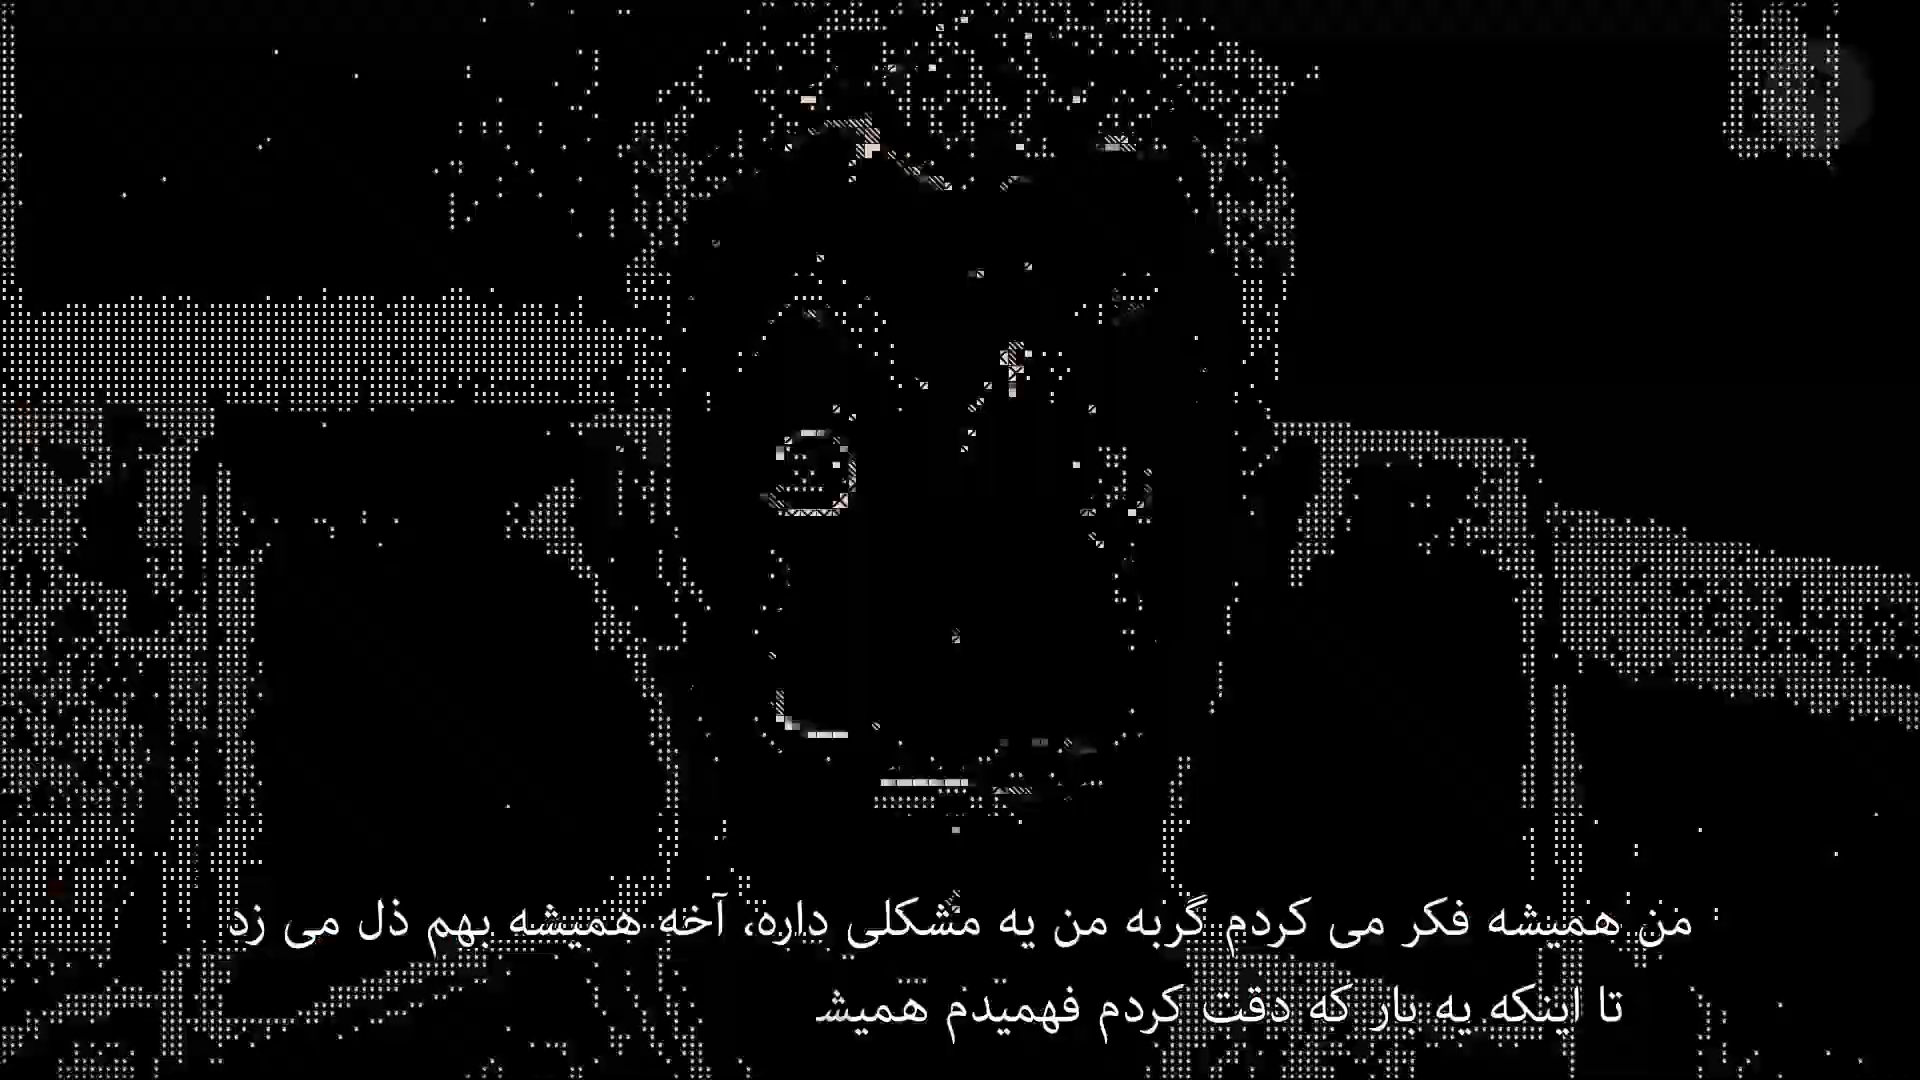 من همیشه فکر می کردم گربه من یه مشکلی داره، آخه همیشه بهم ذل می زد
تا اینکه یه بار که دقت کردم فهمیدم همیشـ